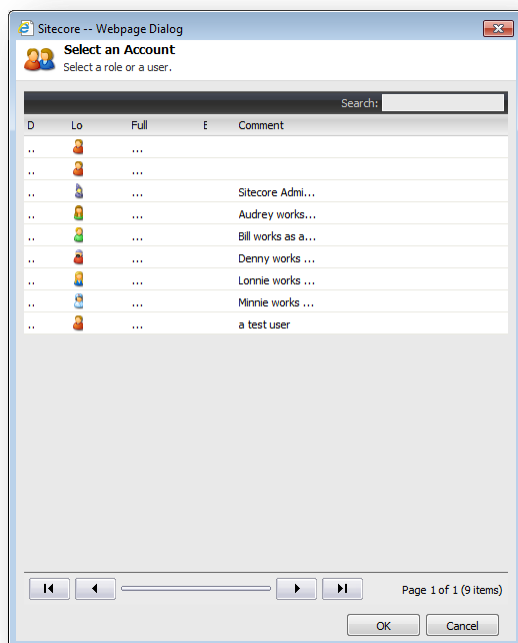 Sitecore -- Webpage Dialog
Select an Account
Select a role or a user.
Search:
D Lo Full E Comment
.. ...
.. ...
.. ... Sitecore Admi...
.. ... Audrey works...
.. ... Bill works as a...
.. ... Denny works ...
.. ... Lonnie works ...
.. ... Minnie works ...
.. ... a test user
Page 1 of 1 (9 items)
OK Cancel